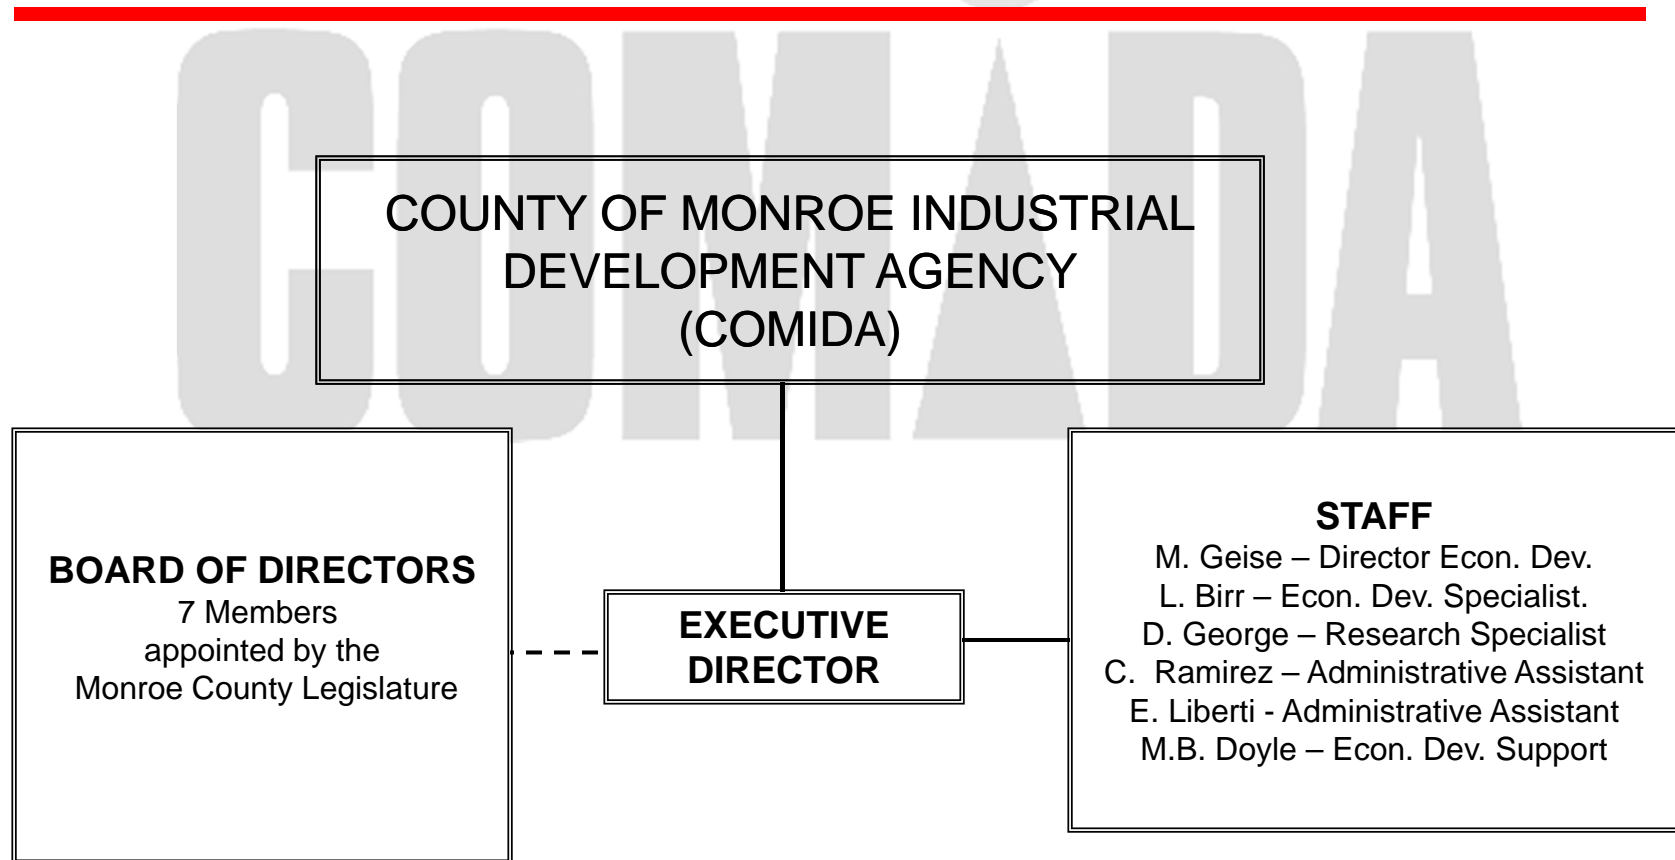 COMIDA
COUNTY OF MONROE INDUSTRIAL
DEVELOPMENT AGENCY
(COMIDA)
BOARD OF DIRECTORS
7 Members
appointed by the
Monroe County Legislature
EXECUTIVE
DIRECTOR
STAFF
M. Geise – Director Econ. Dev.
L. Birr – Econ. Dev. Specialist.
D. George – Research Specialist
C.  Ramirez – Administrative Assistant
E. Liberti - Administrative Assistant
M.B. Doyle – Econ. Dev. Support